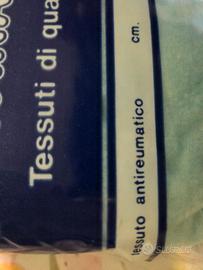 Tessuti di qua
tessuto antireumatico cm.